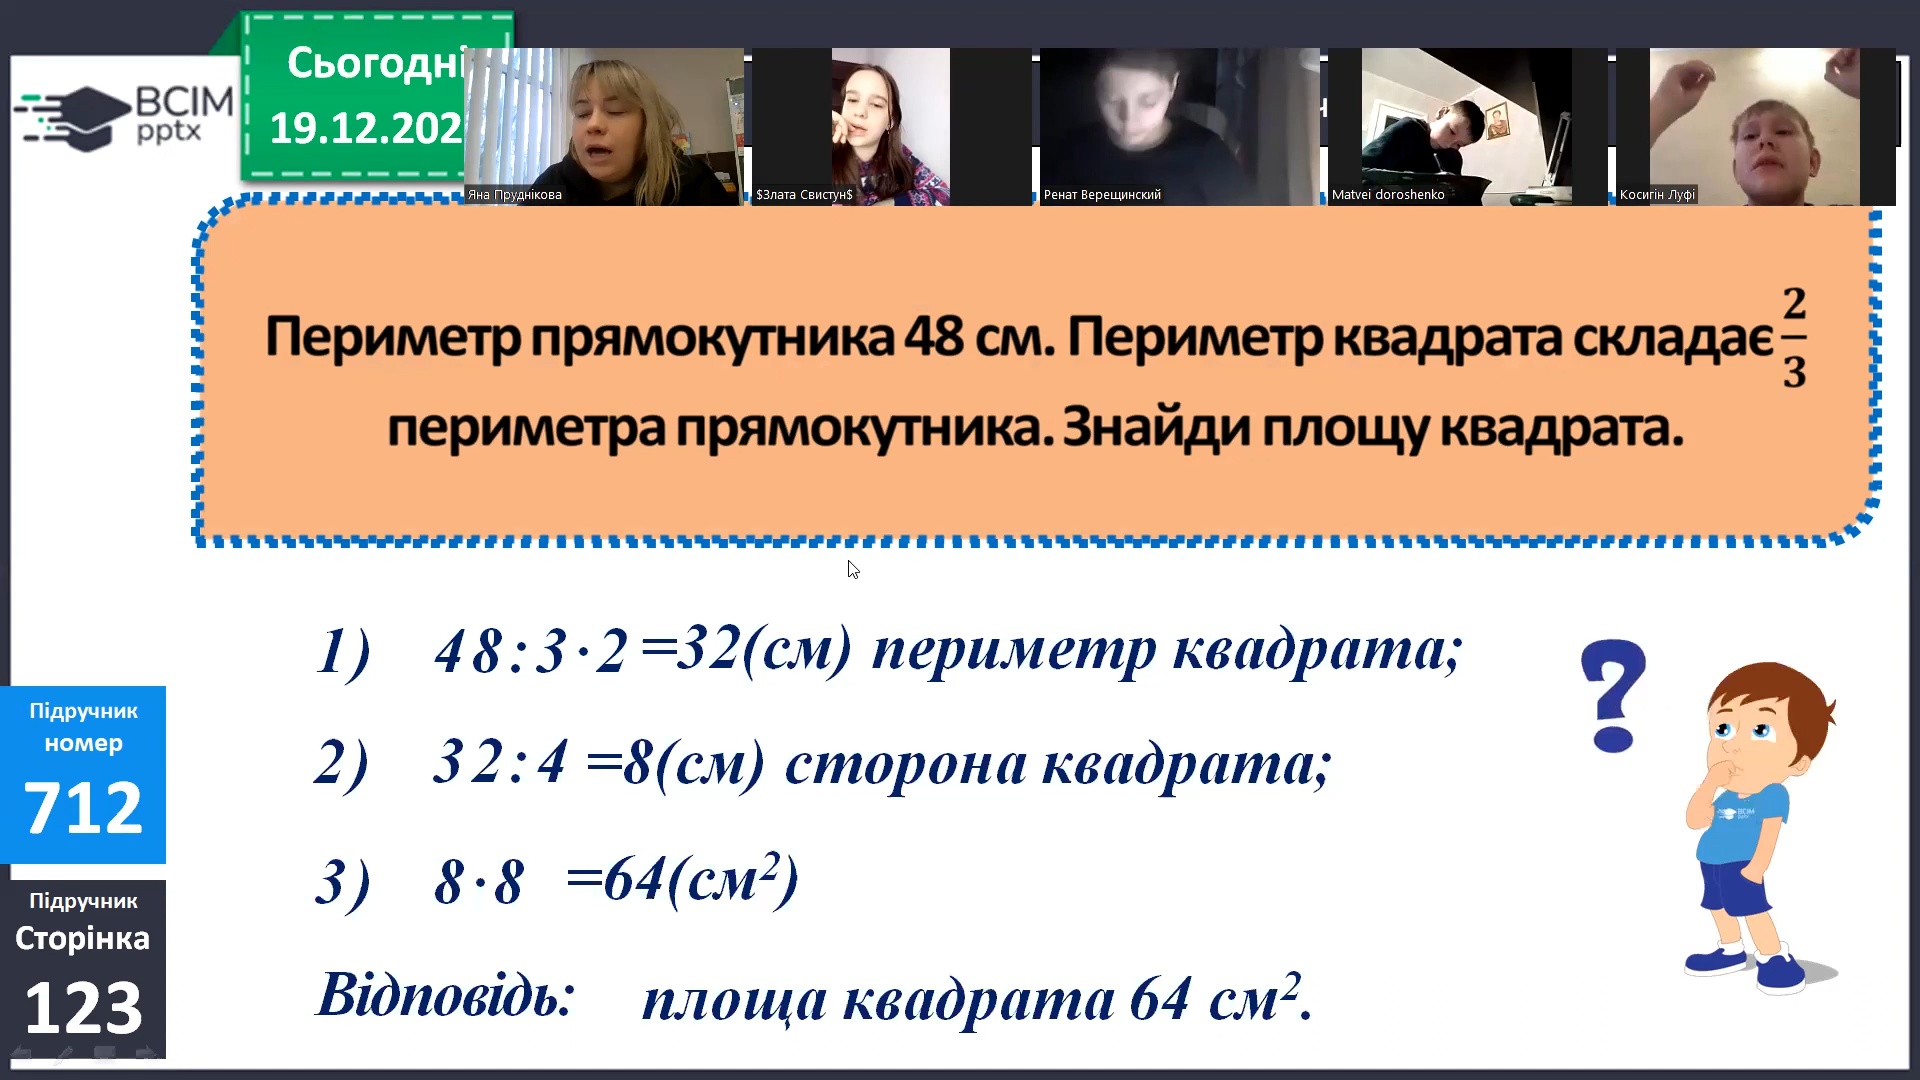 Сьогодні
19.12.202
BCIM
pptx
Яна Пруднікова
$Злата Свистун$
Ренат Верещинский
Matvei doroshenko
Косигін Луфі
Периметр прямокутника 48 см. Периметр квадрата складає 2/3
периметра прямокутника. Знайди площу квадрата.
1) 48:3·2 =32(см) периметр квадрата;
2) 32:4 =8(см) сторона квадрата;
3) 8·8 =64(см²)
Відповідь: площа квадрата 64 см².
Підручник
номер
712
Підручник
Сторінка
123
?
BCIM
pptx